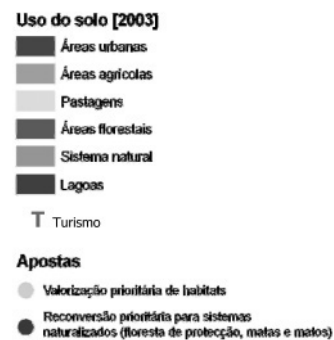 Uso do solo [2003]
Áreas urbanas
Áreas agrícolas
Pastagens
Áreas florestais
Sistema natural
Lagoas
T Turismo
Apostas
Valorização prioritária de habitats
Reconversão prioritária para sistemas
naturalizados (floresta de protecção, matas e matos)